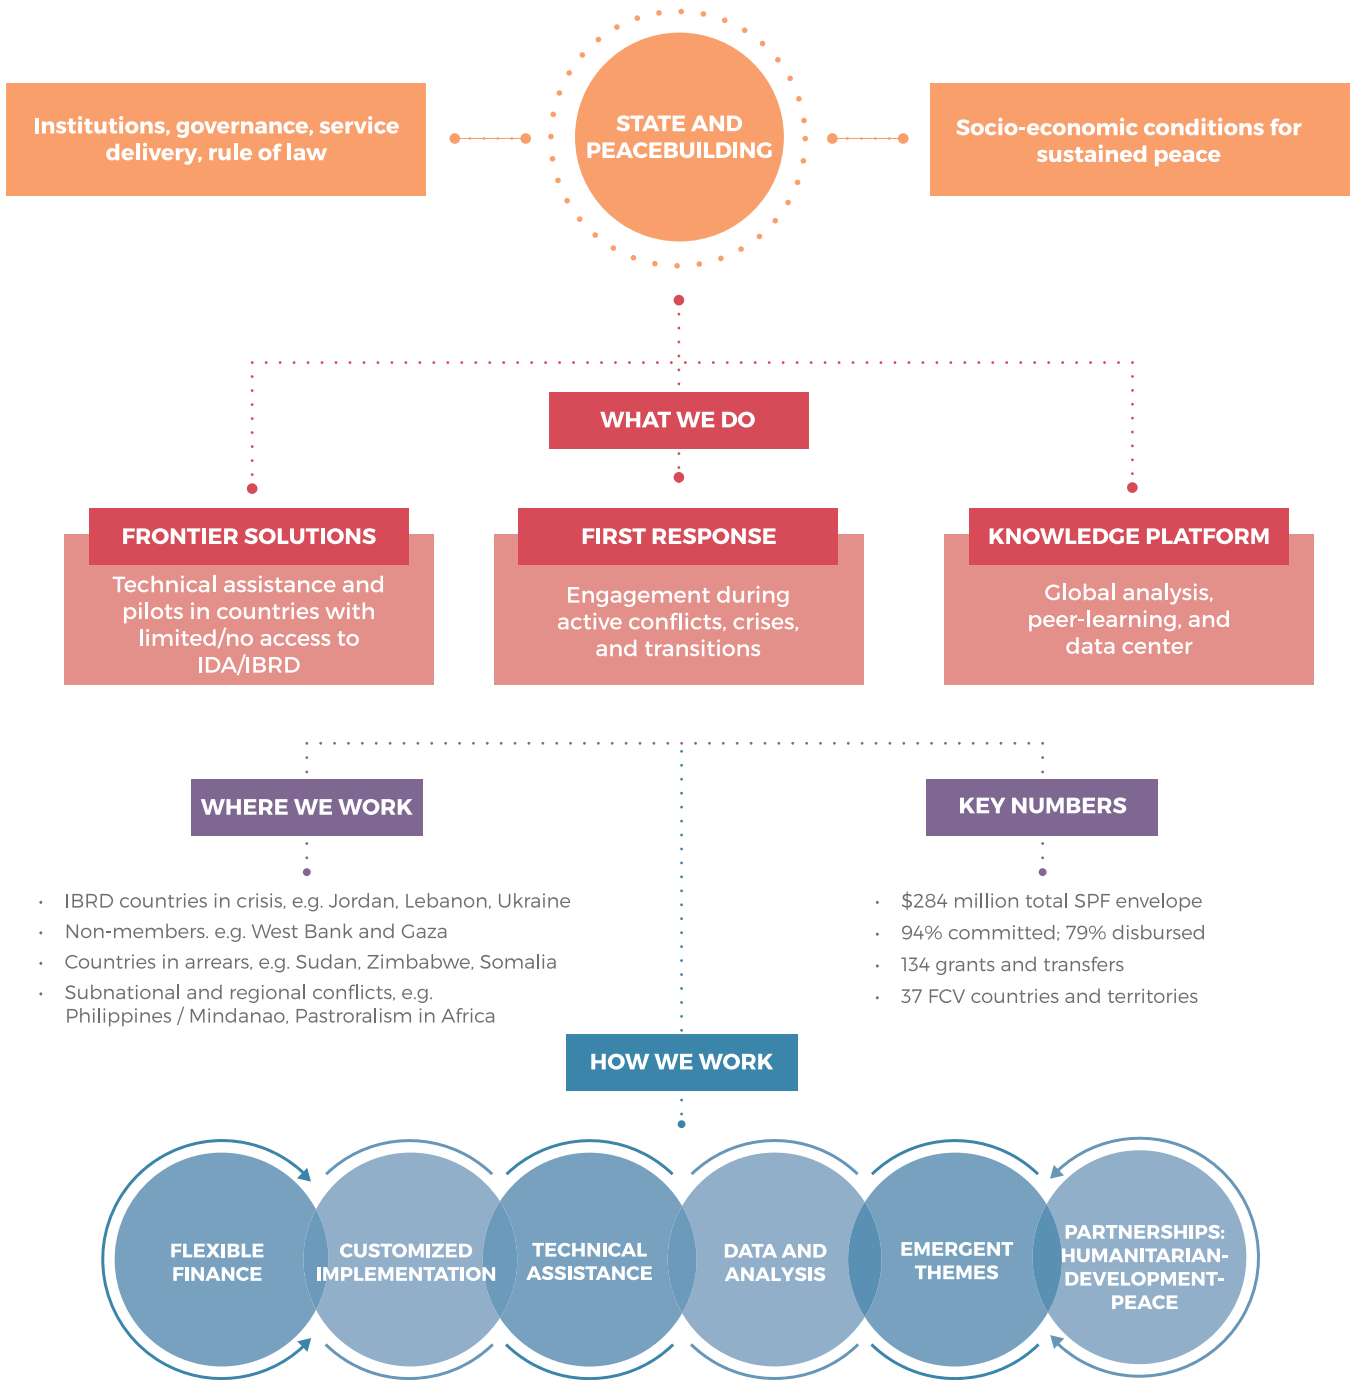 Institutions, governance, service
delivery, rule of law
STATE AND
PEACEBUILDING
Socio-economic conditions for
sustained peace
WHAT WE DO
FRONTIER SOLUTIONS
Technical assistance and
pilots in countries with
limited/no access to
IDA/IBRD
FIRST RESPONSE
Engagement during
active conflicts, crises,
and transitions
KNOWLEDGE PLATFORM
Global analysis,
peer-learning, and
data center
WHERE WE WORK
• IBRD countries in crisis, e.g. Jordan, Lebanon, Ukraine
• Non-members. e.g. West Bank and Gaza
• Countries in arrears, e.g. Sudan, Zimbabwe, Somalia
• Subnational and regional conflicts, e.g.
Philippines / Mindanao, Pastroralism in Africa
KEY NUMBERS
• $284 million total SPF envelope
• 94% committed; 79% disbursed
• 134 grants and transfers
• 37 FCV countries and territories
HOW WE WORK
FLEXIBLE
FINANCE
CUSTOMIZED
IMPLEMENTATION
TECHNICAL
ASSISTANCE
DATA AND
ANALYSIS
EMERGENT
THEMES
PARTNERSHIPS:
HUMANITARIAN-
DEVELOPMENT-
PEACE